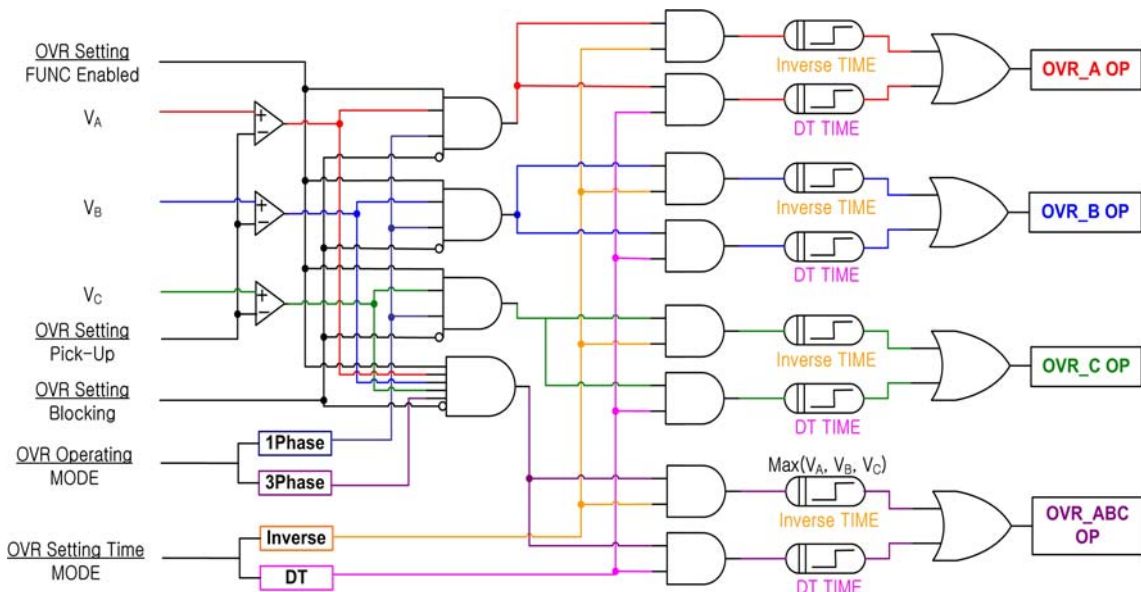 OVR Setting
FUNC Enabled
VA
VB
VC
OVR Setting
Pick-Up
OVR Setting
Blocking
OVR Operating
MODE
1Phase
3Phase
OVR Setting Time
MODE
Inverse
DT
+
−
+
−
+
−
Inverse TIME
DT TIME
OVR_A OP
Inverse TIME
DT TIME
OVR_B OP
Inverse TIME
DT TIME
OVR_C OP
Max(VA, VB, VC)
Inverse TIME
DT TIME
OVR_ABC
OP